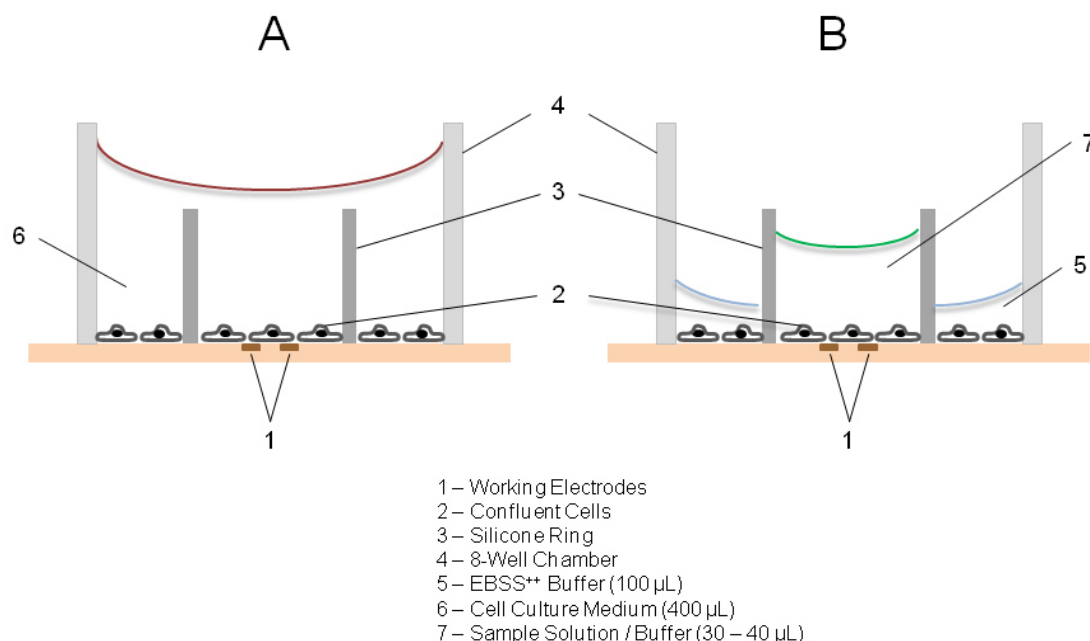 A
B
4
7
3
6
5
2
1
1
1 – Working Electrodes
2 – Confluent Cells
3 – Silicone Ring
4 – 8-Well Chamber
5 – EBSS⁺⁺ Buffer (100 µL)
6 – Cell Culture Medium (400 µL)
7 – Sample Solution / Buffer (30 – 40 µL)